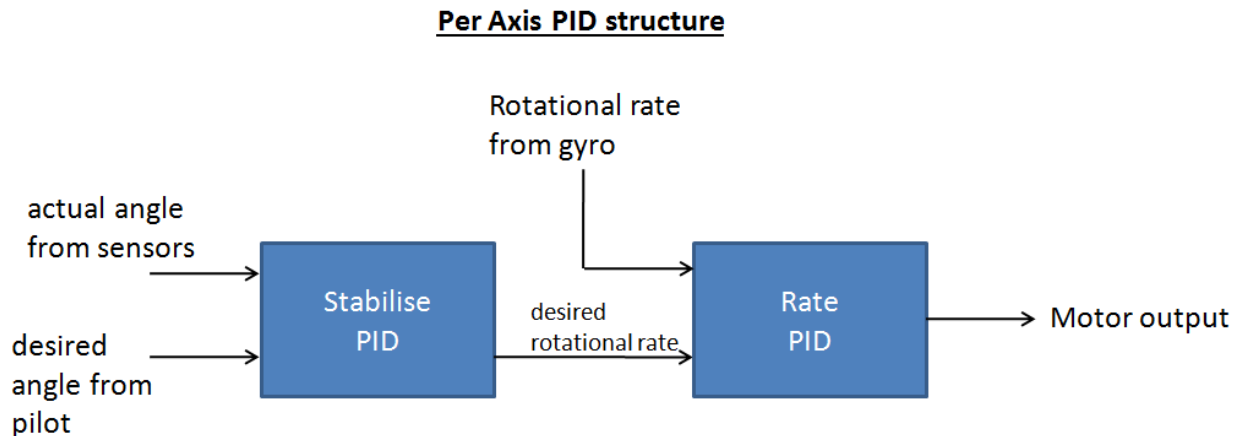 Per Axis PID structure
Rotational rate
from gyro
actual angle
from sensors
Stabilise
PID
desired
rotational rate
Rate
PID
Motor output
desired
angle from
pilot